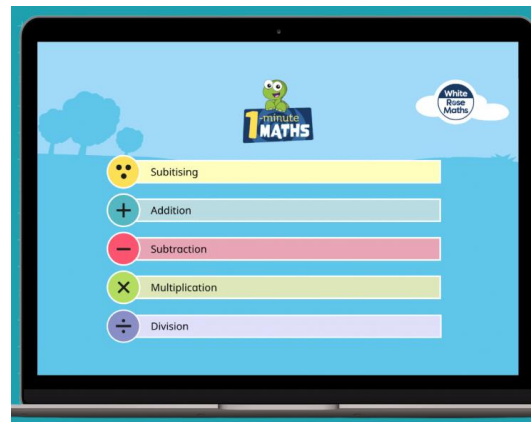 1-minute
MATHS
White
Rose
Maths
Subitising
Addition
Subtraction
Multiplication
Division